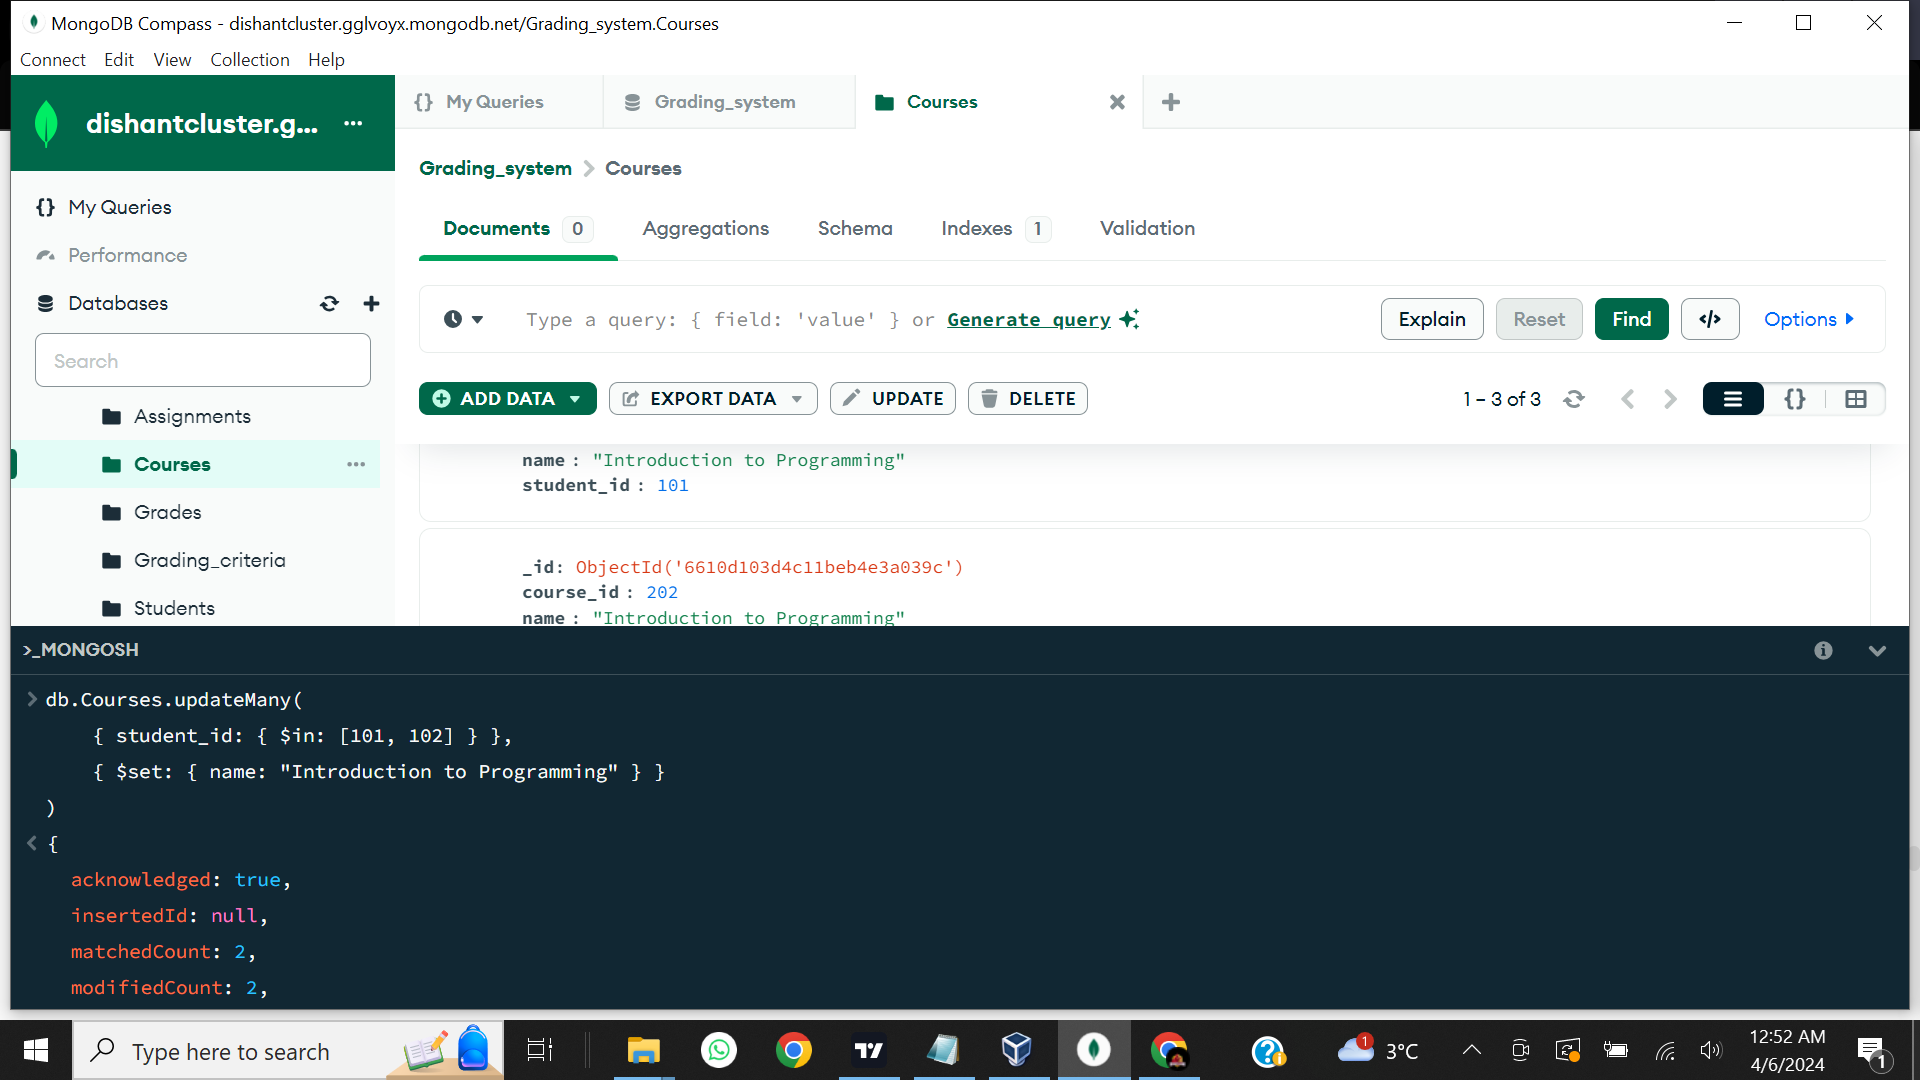 MongoDB Compass - dishantcluster.gglvoyx.mongodb.net/Grading_system.Courses
Connect Edit View Collection Help
dishantcluster.g... ...
{} My Queries
Grading_system
Courses
Grading_system > Courses
{} My Queries
Performance
Databases
Search
Assignments
Courses
Grades
Grading_criteria
Students
Documents 0 Aggregations Schema Indexes 1 Validation
Type a query: { field: 'value' } or Generate query
Explain Reset Find </> Options
ADD DATA EXPORT DATA UPDATE DELETE 1 – 3 of 3 {}
name : "Introduction to Programming"
student_id : 101
_id: ObjectId('6610d103d4c11beb4e3a039c')
course_id : 202
name : "Introduction to Programming"
>_MONGOSH
> db.Courses.updateMany(
{ student_id: { $in: [101, 102] } },
{ $set: { name: "Introduction to Programming" } }
)
< {
acknowledged: true,
insertedId: null,
matchedCount: 2,
modifiedCount: 2,
Type here to search
1 3°C
12:52 AM
4/6/2024
1